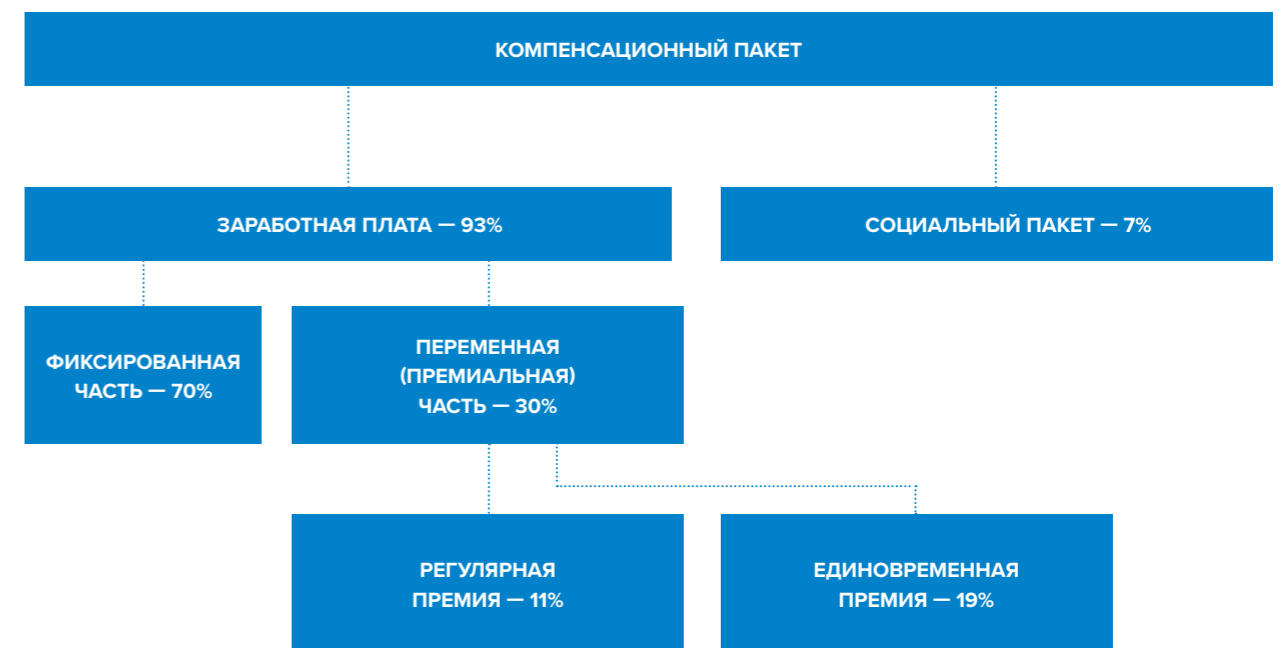 КОМПЕНСАЦИОННЫЙ ПАКЕТ
ЗАРАБОТНАЯ ПЛАТА — 93%
СОЦИАЛЬНЫЙ ПАКЕТ — 7%
ФИКСИРОВАННАЯ
ЧАСТЬ — 70%
ПЕРЕМЕННАЯ
(ПРЕМИАЛЬНАЯ)
ЧАСТЬ — 30%
РЕГУЛЯРНАЯ
ПРЕМИЯ — 11%
ЕДИНОВРЕМЕННАЯ
ПРЕМИЯ — 19%